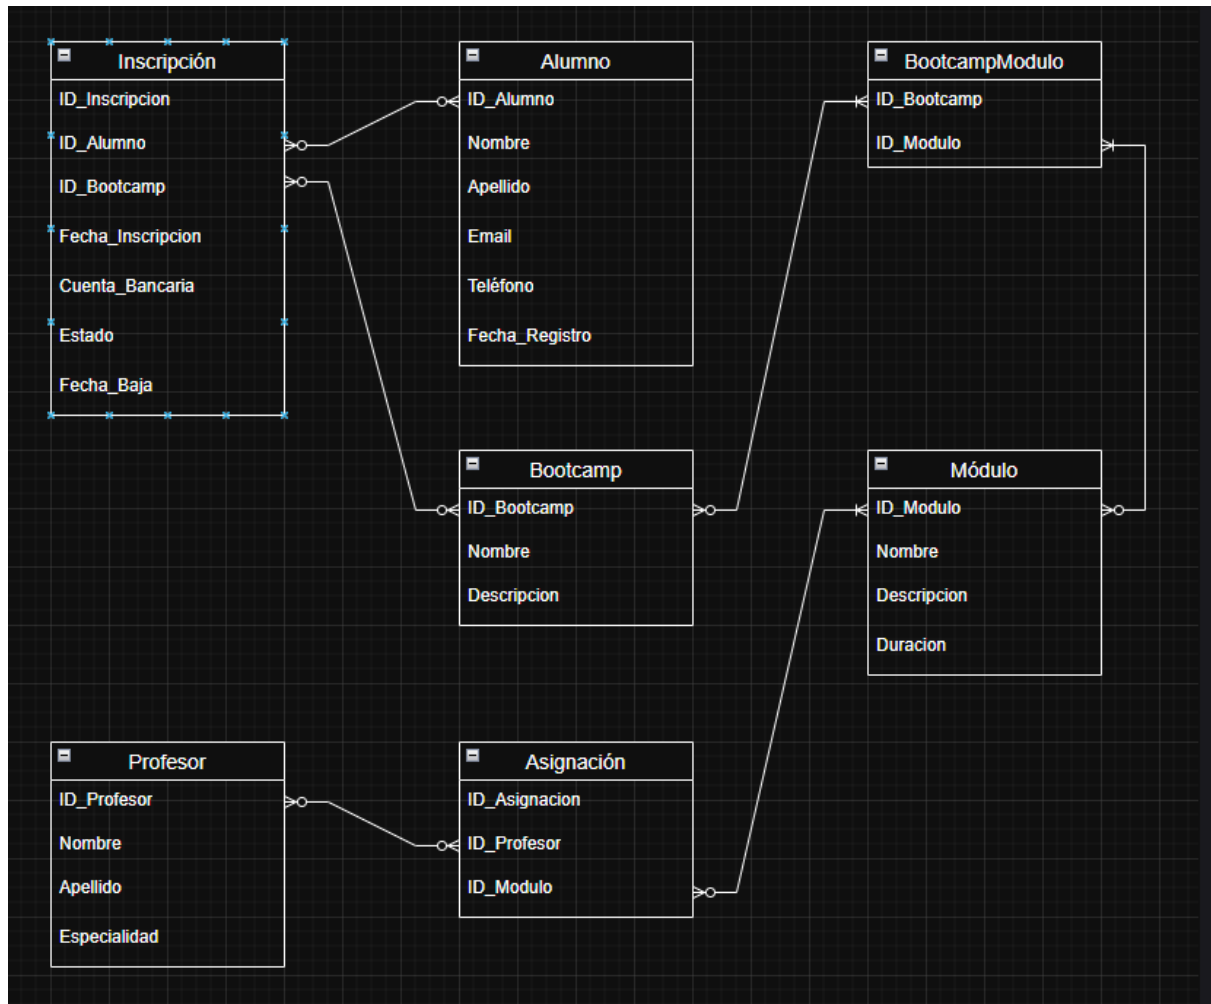 Inscripción
ID_Inscripcion
ID_Alumno
ID_Bootcamp
Fecha_Inscripcion
Cuenta_Bancaria
Estado
Fecha_Baja
Alumno
ID_Alumno
Nombre
Apellido
Email
Teléfono
Fecha_Registro
BootcampModulo
ID_Bootcamp
ID_Modulo
Bootcamp
ID_Bootcamp
Nombre
Descripcion
Módulo
ID_Modulo
Nombre
Descripcion
Duracion
Profesor
ID_Profesor
Nombre
Apellido
Especialidad
Asignación
ID_Asignacion
ID_Profesor
ID_Modulo